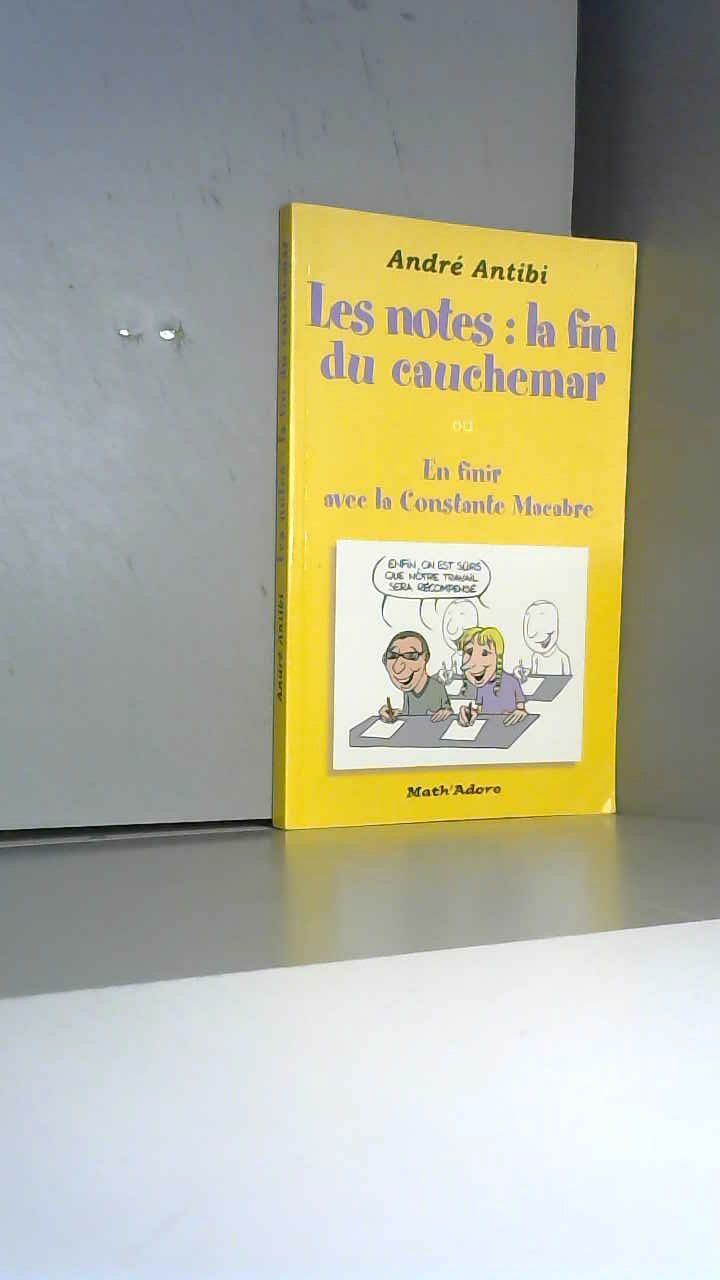 André Antibi
Les notes : la fin
du cauchemar
ou
En finir
avec la Constante Macabre
ENFIN, ON EST SÛRS
QUE NOTRE TRAVAIL
SERA RÉCOMPENSÉ
Math'Adore
André Antibi Les notes : la fin du cauchemar